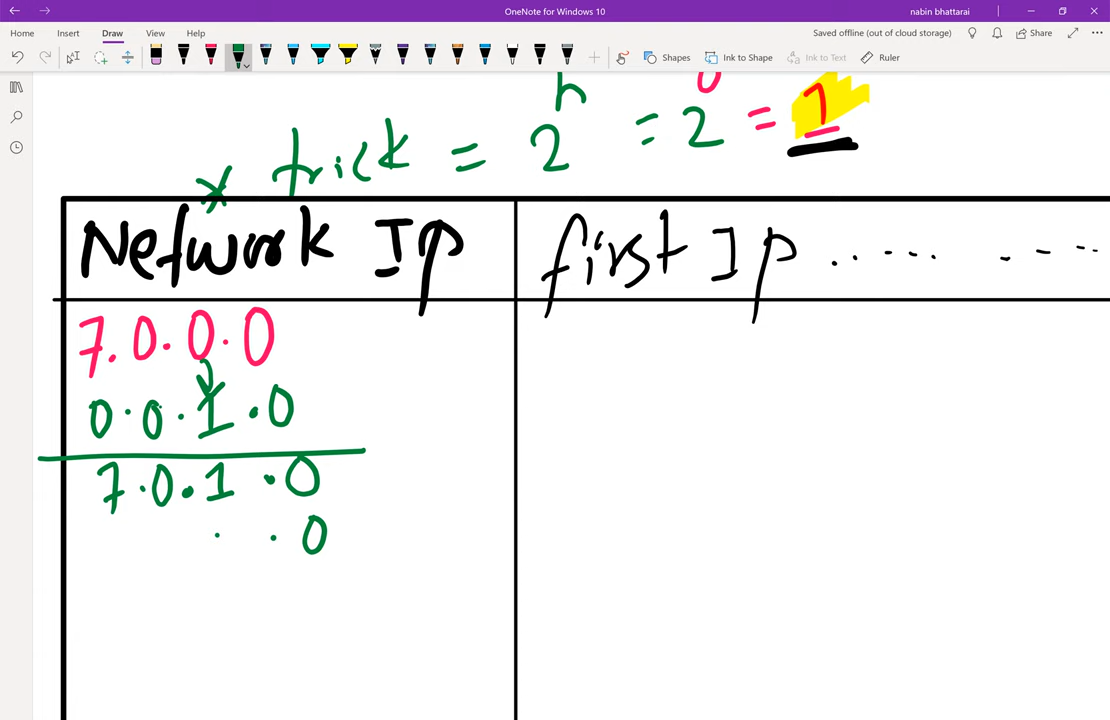 OneNote for Windows 10
nabin bhattarai
Home Insert Draw View Help
Saved offline (out of cloud storage)
Share
Shapes
Ink to Shape
Ink to Text
Ruler
* trick = 2^h = 2^0 = 1
Network IP
first IP ...... . - - --
7.0.0.0
0.0.1.0
7.0.1.0
. . 0